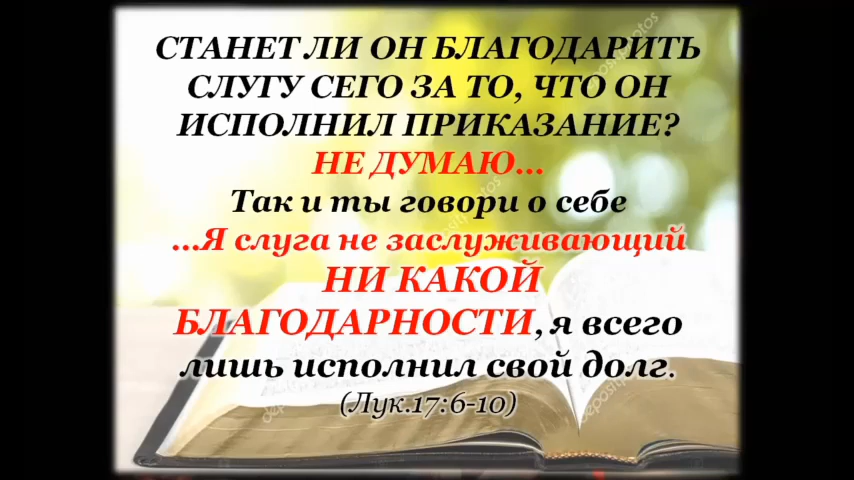 СТАНЕТ ЛИ ОН БЛАГОДАРИТЬ
СЛУГУ СЕГО ЗА ТО, ЧТО ОН
ИСПОЛНИЛ ПРИКАЗАНИЕ?
НЕ ДУМАЮ...
Так и ты говори о себе
...Я слуга не заслуживающий
НИ КАКОЙ
БЛАГОДАРНОСТИ, я всего
лишь исполнил свой долг.
(Лук.17:6-10)